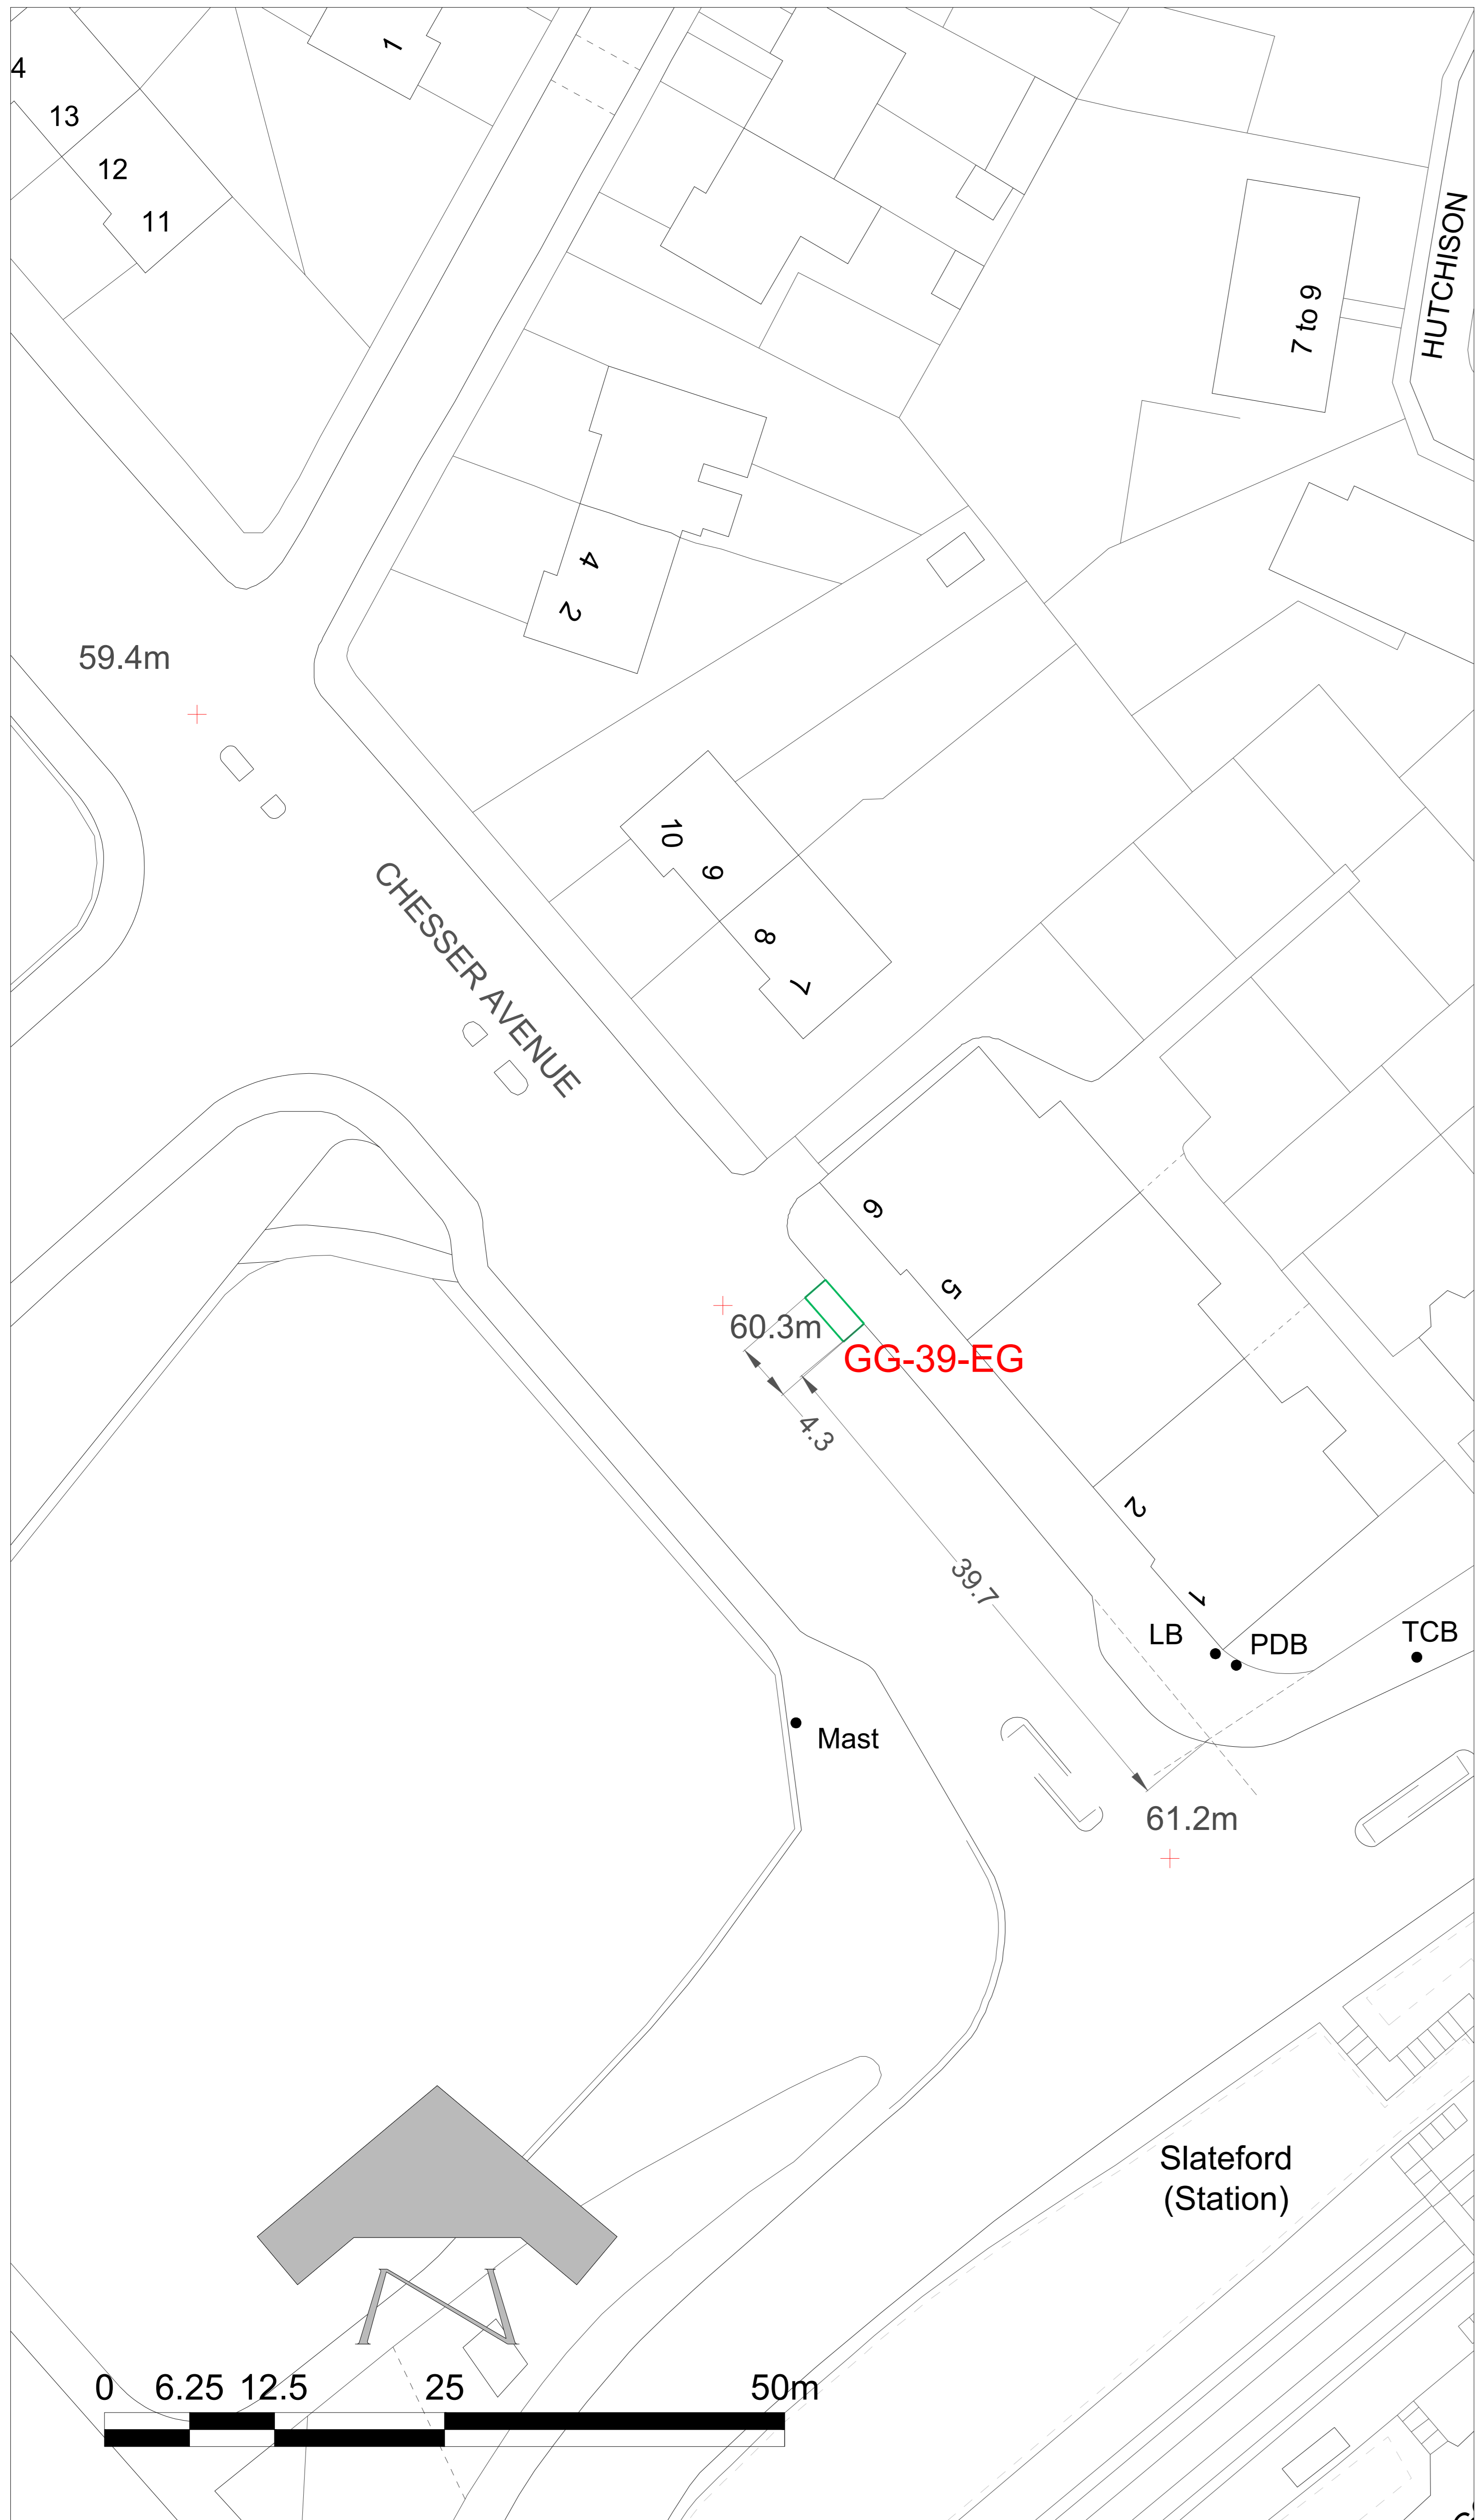 1
4
13
12
11
HUTCHISON
7 to 9
4
2
59.4m
10
9
8
7
CHESSER AVENUE
6
5
60.3m
GG-39-EG
4.3
2
39.7
1
LB
PDB
TCB
Mast
61.2m
Slateford
(Station)
N
0 6.25 12.5 25 50m